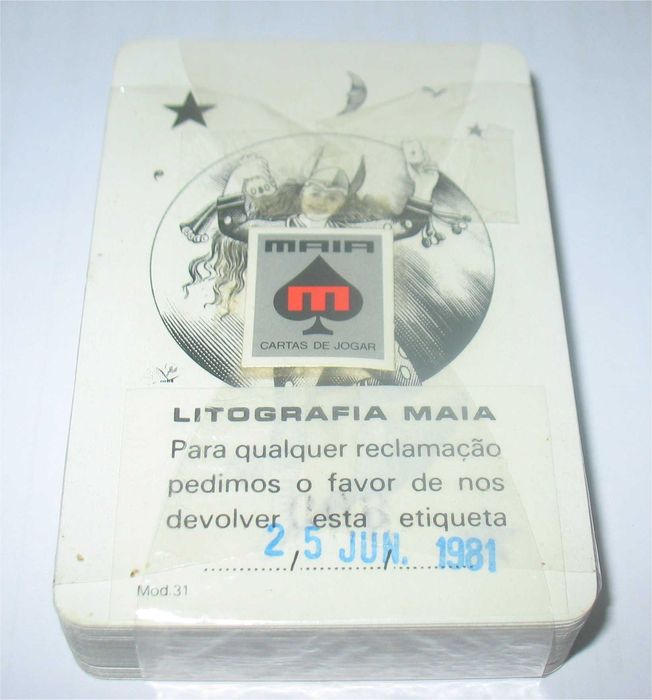 MAIA
M
CARTAS DE JOGAR
LITOGRAFIA MAIA
Para qualquer reclamação
pedimos o favor de nos
devolver esta etiqueta
25 JUN. 1981
Mod.31